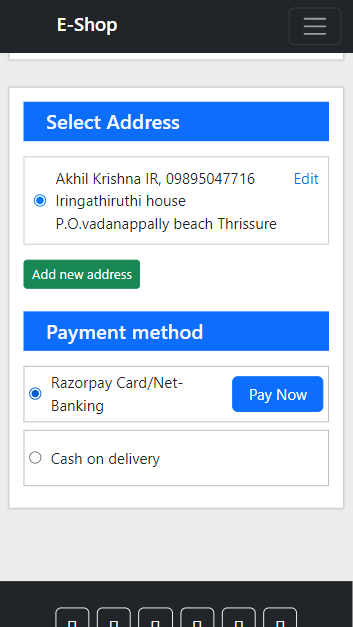 E-Shop
Select Address
Akhil Krishna IR, 09895047716
Edit
Iringathiruthi house
P.O.vadanappally beach Thrissure
Add new address
Payment method
Razorpay Card/Net-
Banking
Pay Now
Cash on delivery